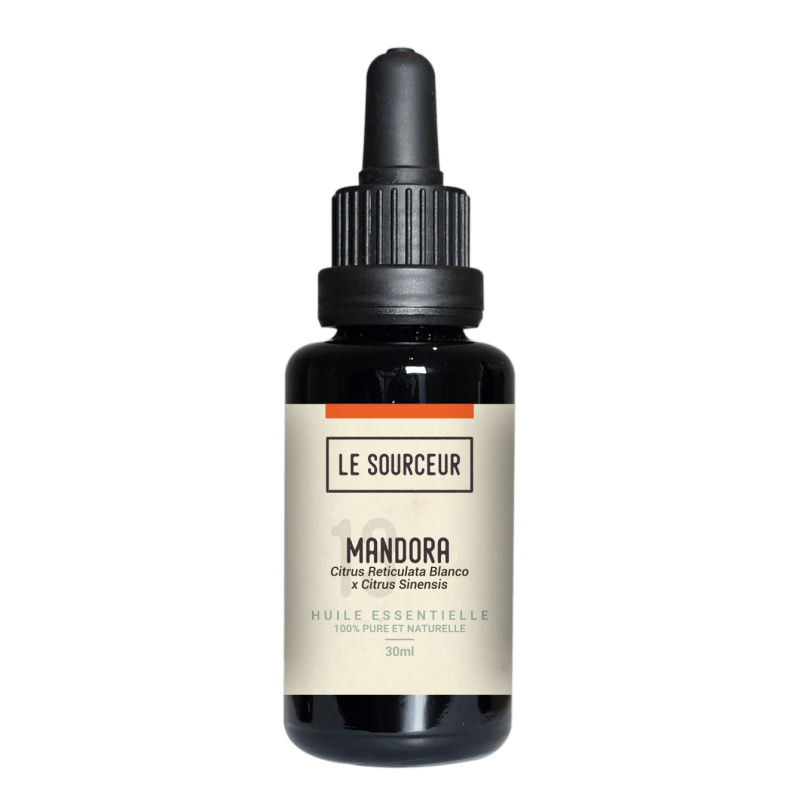 LE SOURCEUR
MANDORA
Citrus Reticulata Blanco
x Citrus Sinensis
HUILE ESSENTIELLE
100% PURE ET NATURELLE
30ml